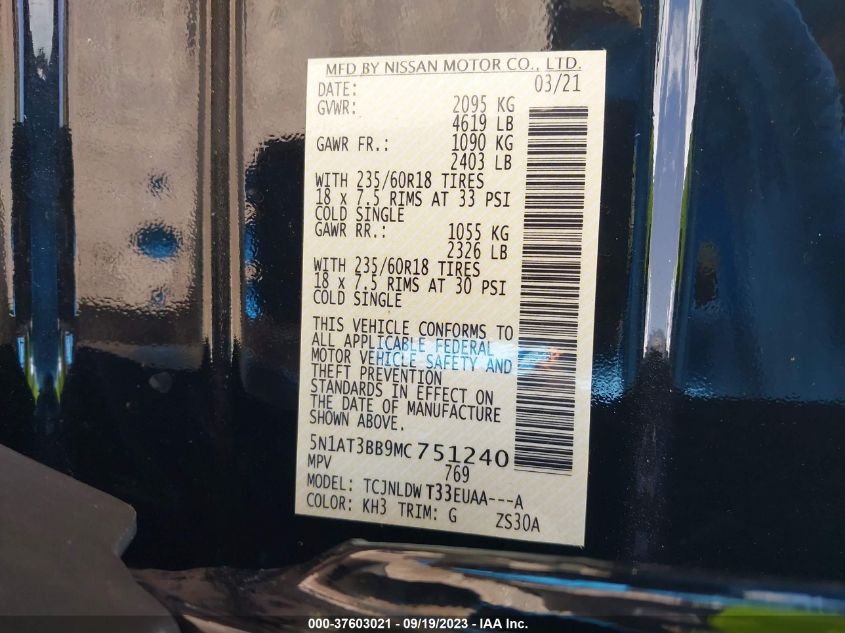 MFD BY NISSAN MOTOR CO., LTD.
DATE: 03/21
GVWR: 2095 KG
4619 LB
GAWR FR.: 1090 KG
2403 LB
WITH 235/60R18 TIRES
18 x 7.5 RIMS AT 33 PSI
COLD SINGLE
GAWR RR.: 1055 KG
2326 LB
WITH 235/60R18 TIRES
18 x 7.5 RIMS AT 30 PSI
COLD SINGLE
THIS VEHICLE CONFORMS TO
ALL APPLICABLE FEDERAL
MOTOR VEHICLE SAFETY AND
THEFT PREVENTION
STANDARDS IN EFFECT ON
THE DATE OF MANUFACTURE
SHOWN ABOVE.
5N1AT3BB9MC 751240
MPV 769
MODEL: TCJNLDW T33EUAA---A
COLOR: KH3 TRIM: G ZS30A
000-37603021 - 09/19/2023 - IAA Inc.